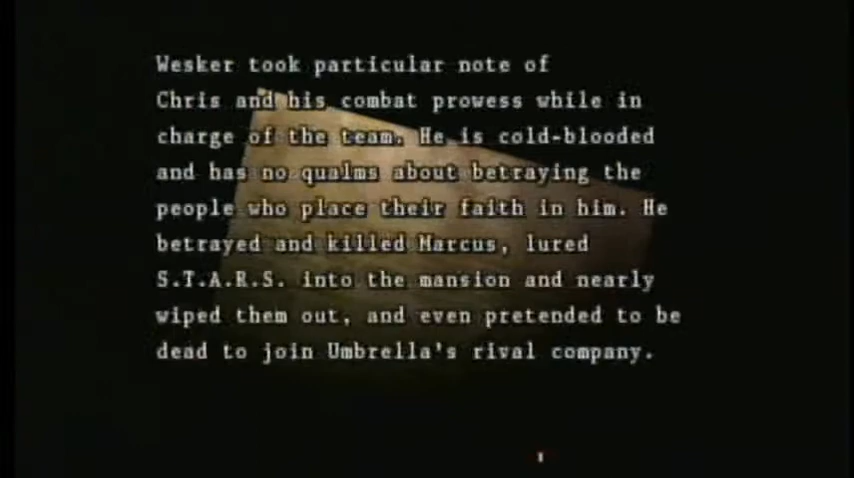 Wesker took particular note of
Chris and his combat prowess while in
charge of the team. He is cold-blooded
and has no qualms about betraying the
people who place their faith in him. He
betrayed and killed Marcus, lured
S.T.A.R.S. into the mansion and nearly
wiped them out, and even pretended to be
dead to join Umbrella's rival company.